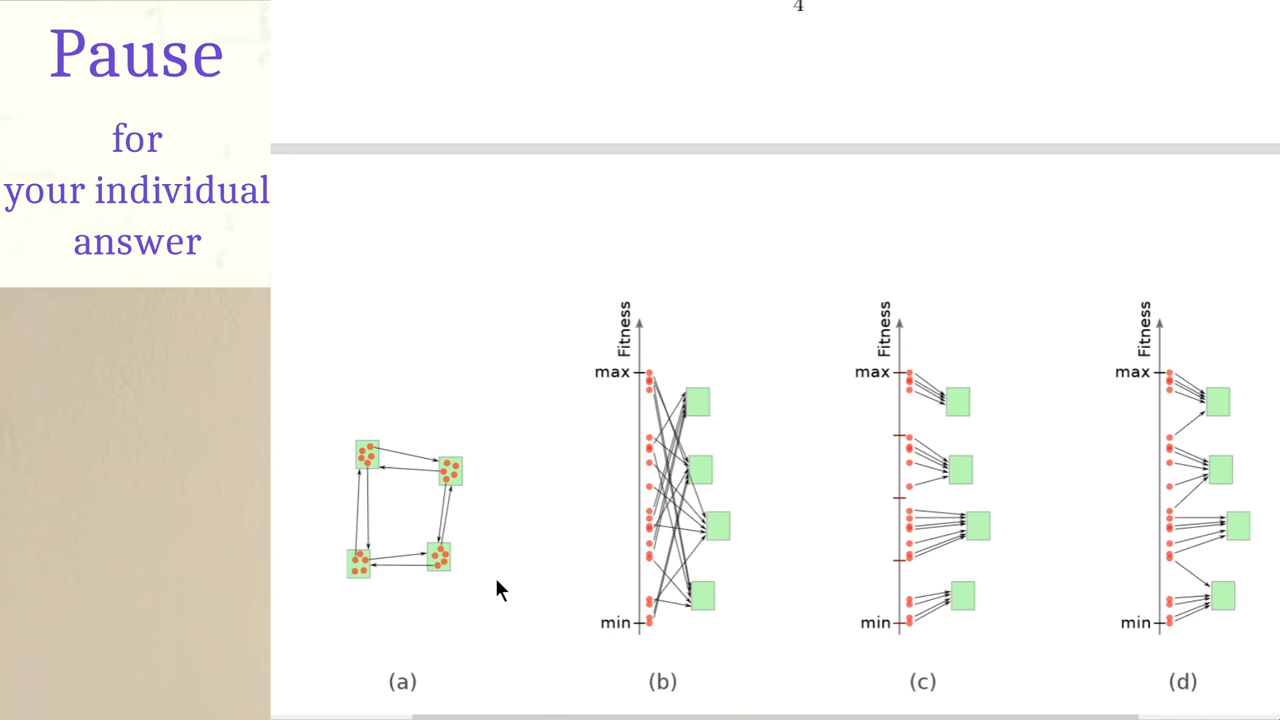 Pause
for
your individual
answer
4
Fitness
max
min
(a)
(b)
Fitness
max
min
(c)
Fitness
max
min
(d)